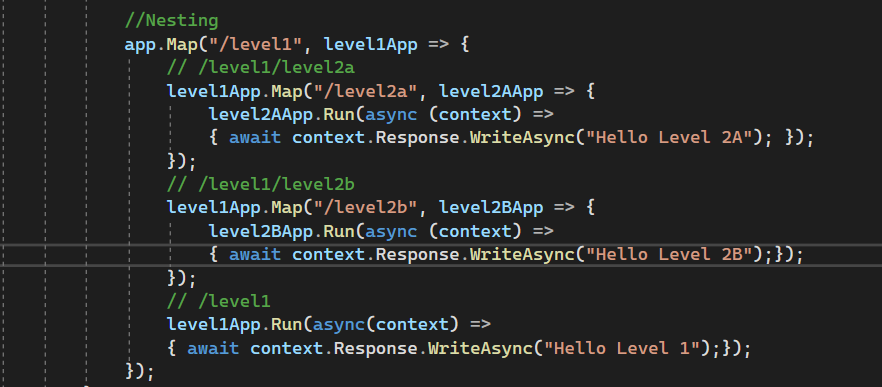 //Nesting
app.Map("/level1", level1App => {
// /level1/level2a
level1App.Map("/level2a", level2AApp => {
level2AApp.Run(async (context) =>
{ await context.Response.WriteAsync("Hello Level 2A"); });
});
// /level1/level2b
level1App.Map("/level2b", level2BApp => {
level2BApp.Run(async (context) =>
{ await context.Response.WriteAsync("Hello Level 2B");});
});
// /level1
level1App.Run(async(context) =>
{ await context.Response.WriteAsync("Hello Level 1");});
});